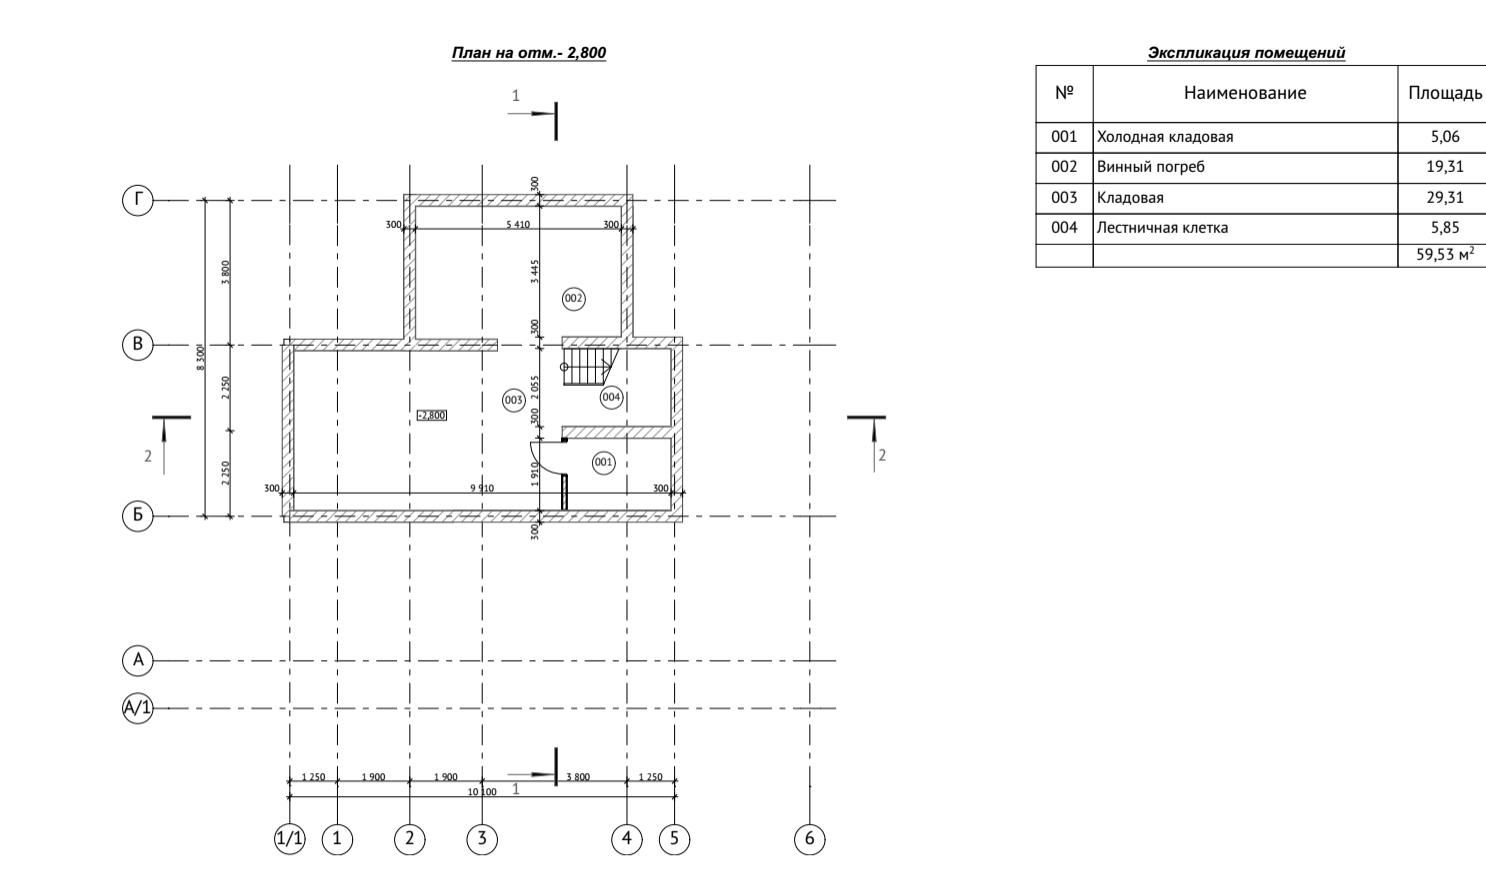 План на отм.- 2,800
Экспликация помещений
№ Наименование Площадь
001 Холодная кладовая 5,06
002 Винный погреб 19,31
003 Кладовая 29,31
004 Лестничная клетка 5,85
59,53 м²
1
Г
300
300 5 410 300
3 800
3 445
002
300
В
8 300
2 250
2 055
003
004
-2,800
300
2
2
2 250
001
1 910
300 9 910 300
Б
300
А
А/1
1 250 1 900 1 900 3 800 1 250
10 100
1
1/1 1 2 3 4 5 6